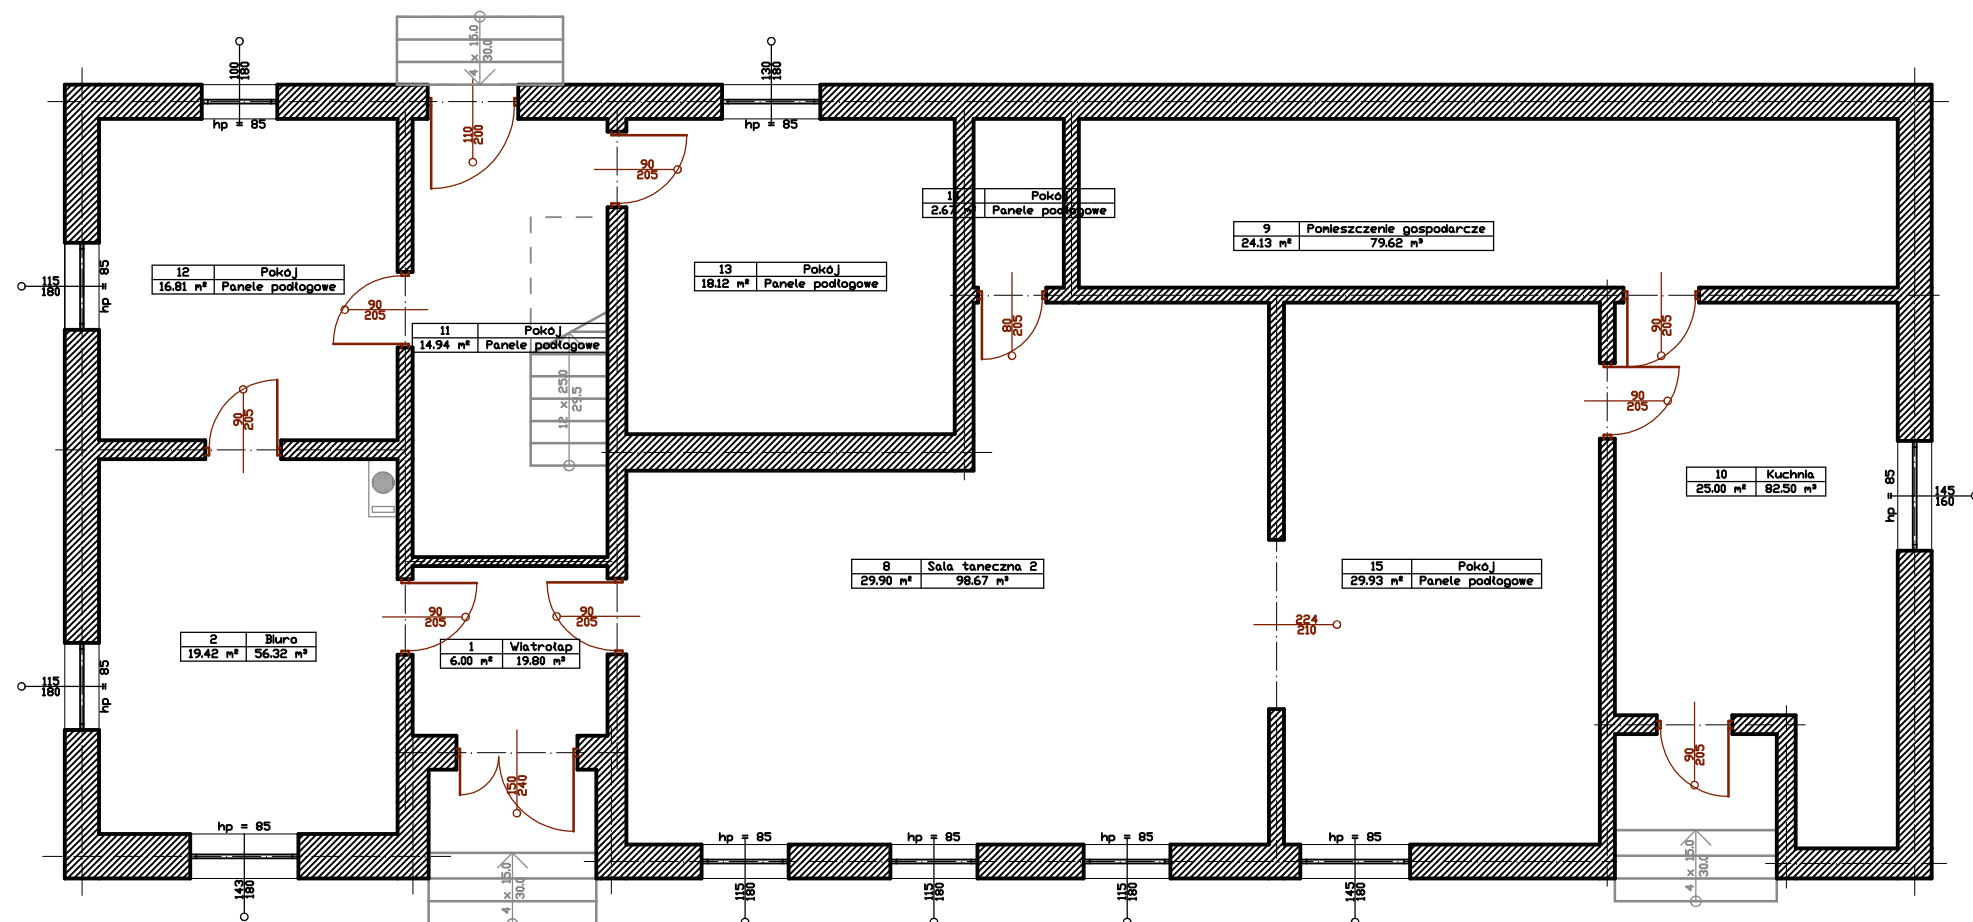 4 x 15.0
30.0
100
180
130
180
hp = 85
hp = 85
110
200
90
205
Pokój
2.67 m²
Panele podłogowe
9
Pomieszczenie gospodarcze
24.13 m²
79.62 m³
12
Pokój
16.81 m²
Panele podłogowe
13
Pokój
18.12 m²
Panele podłogowe
115
180
hp = 85
90
205
11
Pokój
14.94 m²
Panele podłogowe
80
205
90
205
12 x 25.0
29.5
90
205
90
205
10
Kuchnia
25.00 m²
82.50 m³
hp = 85
145
160
8
Sala taneczna 2
29.90 m²
98.67 m³
15
Pokój
29.93 m²
Panele podłogowe
90
205
90
205
224
210
2
Biuro
19.42 m²
56.32 m³
1
Wiatrołap
6.00 m²
19.80 m³
115
180
hp = 85
150
240
90
205
hp = 85
hp = 85
hp = 85
hp = 85
hp = 85
143
180
4 x 15.0
30.0
115
180
115
180
115
180
145
180
4 x 15.0
30.0